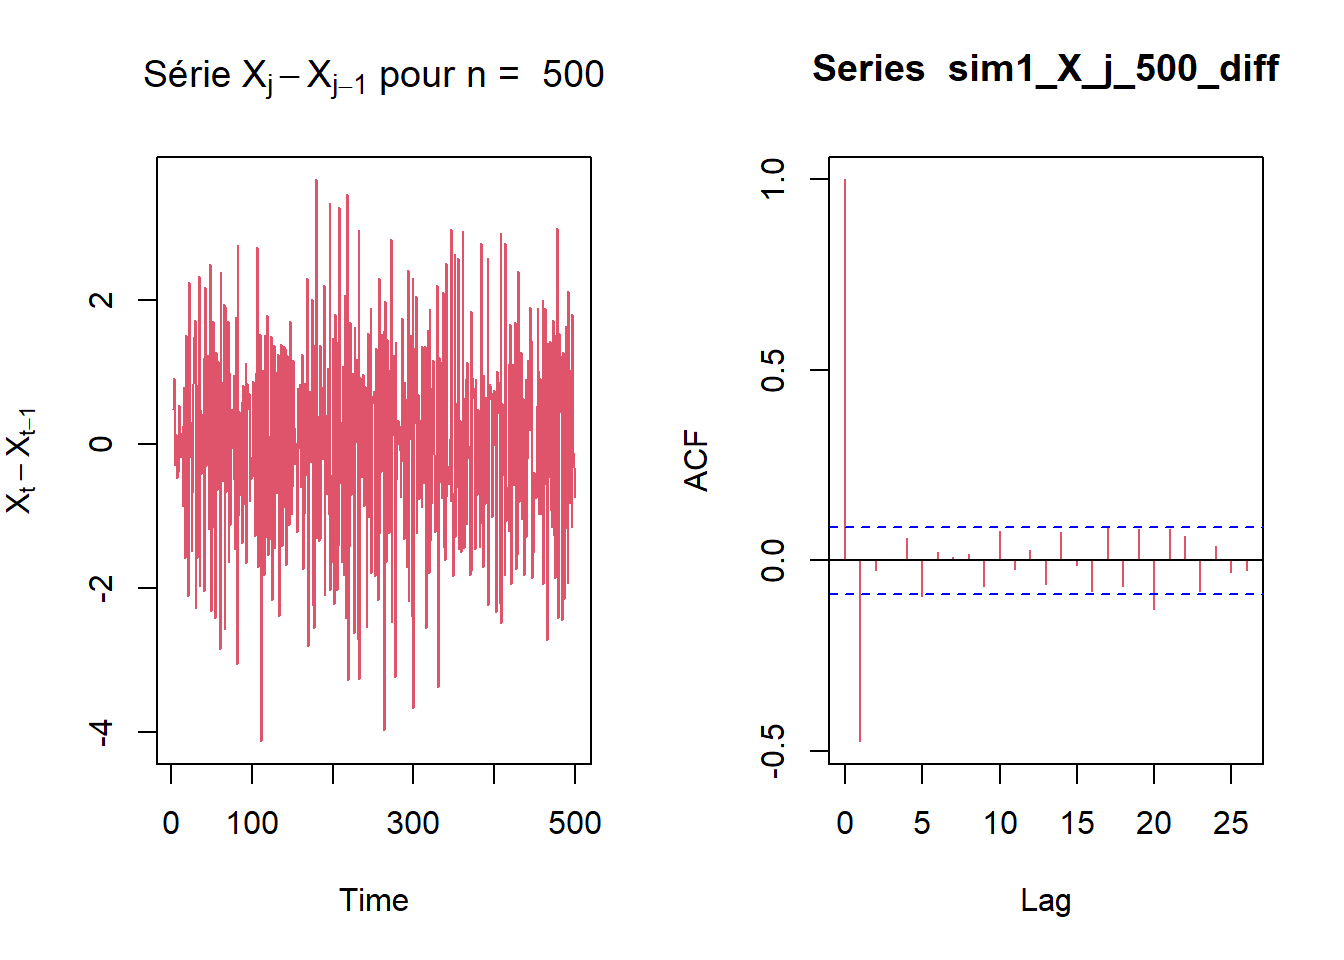 Série Xj − Xj−1 pour n = 500
Xt − Xt−1
2
0
-2
-4
0 100 300 500
Time
Series sim1_X_j_500_diff
ACF
1.0
0.5
0.0
-0.5
0 5 10 15 20 25
Lag